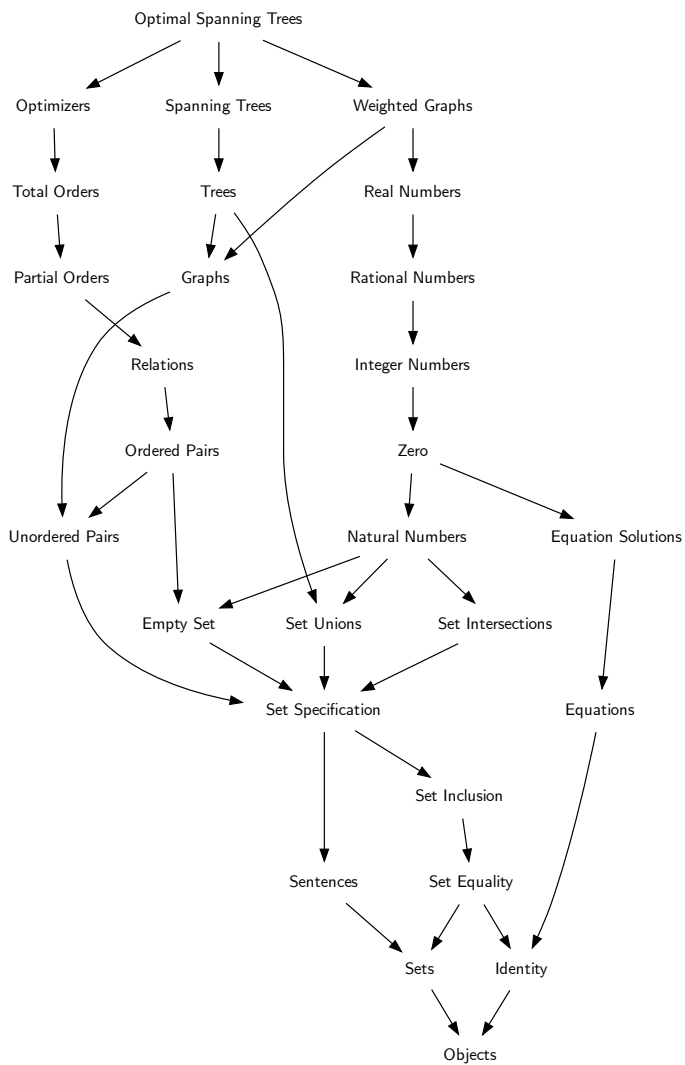 Optimal Spanning Trees
Optimizers
Spanning Trees
Weighted Graphs
Total Orders
Trees
Real Numbers
Partial Orders
Graphs
Rational Numbers
Relations
Integer Numbers
Ordered Pairs
Zero
Unordered Pairs
Natural Numbers
Equation Solutions
Empty Set
Set Unions
Set Intersections
Set Specification
Equations
Set Inclusion
Sentences
Set Equality
Sets
Identity
Objects